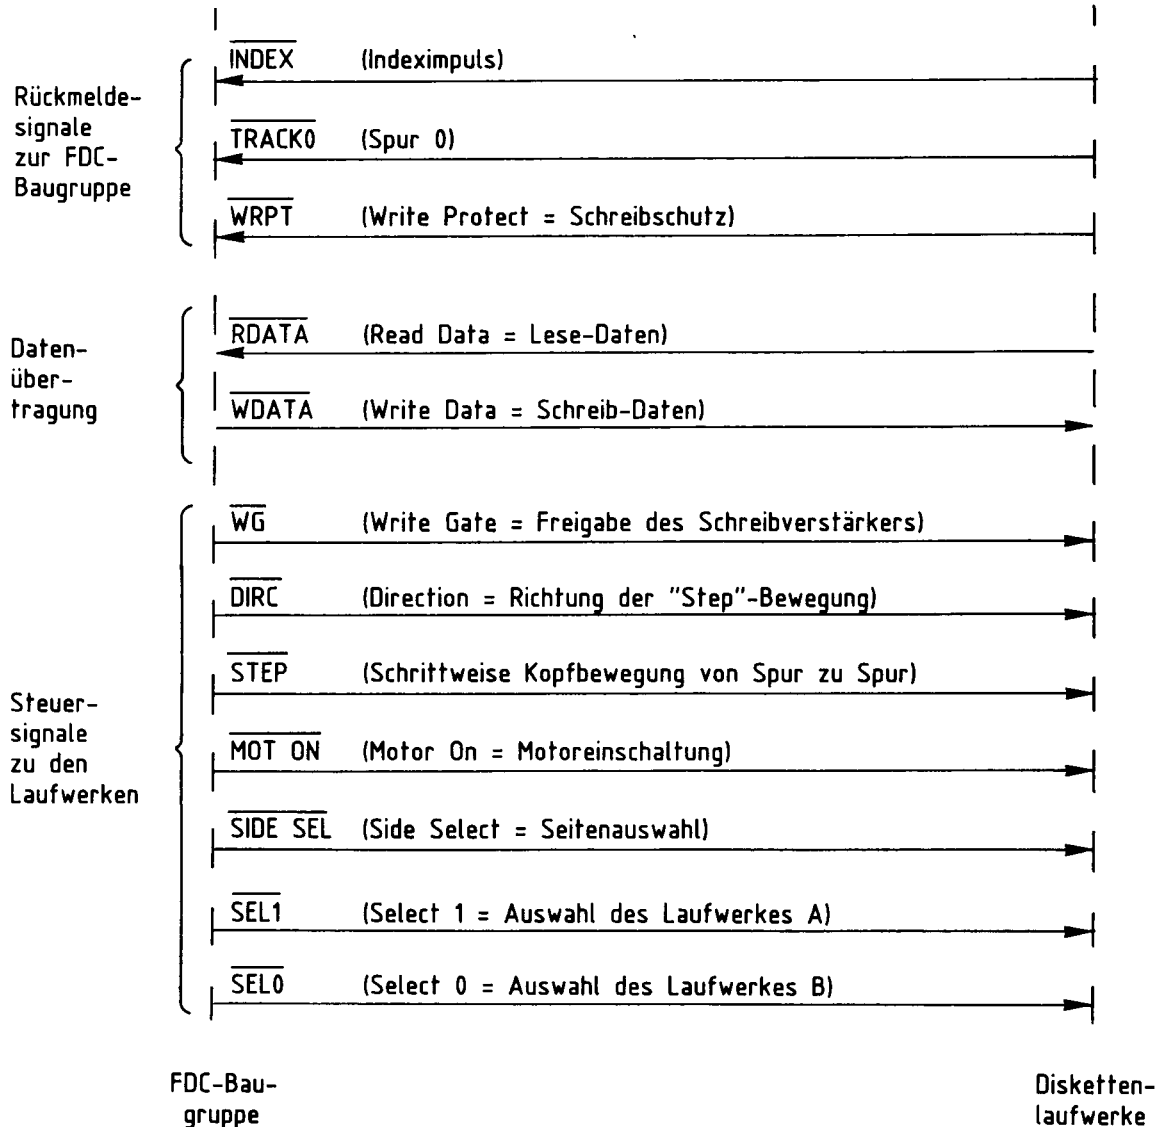 INDEX (Indeximpuls)
Rückmelde-
signale
zur FDC-
Baugruppe
TRACK0 (Spur 0)
WRPT (Write Protect = Schreibschutz)
Daten-
über-
tragung
RDATA (Read Data = Lese-Daten)
WDATA (Write Data = Schreib-Daten)
Steuer-
signale
zu den
Laufwerken
WG (Write Gate = Freigabe des Schreibverstärkers)
DIRC (Direction = Richtung der "Step"-Bewegung)
STEP (Schrittweise Kopfbewegung von Spur zu Spur)
MOT ON (Motor On = Motoreinschaltung)
SIDE SEL (Side Select = Seitenauswahl)
SEL1 (Select 1 = Auswahl des Laufwerkes A)
SEL0 (Select 0 = Auswahl des Laufwerkes B)
FDC-Bau-
gruppe
Disketten-
laufwerke